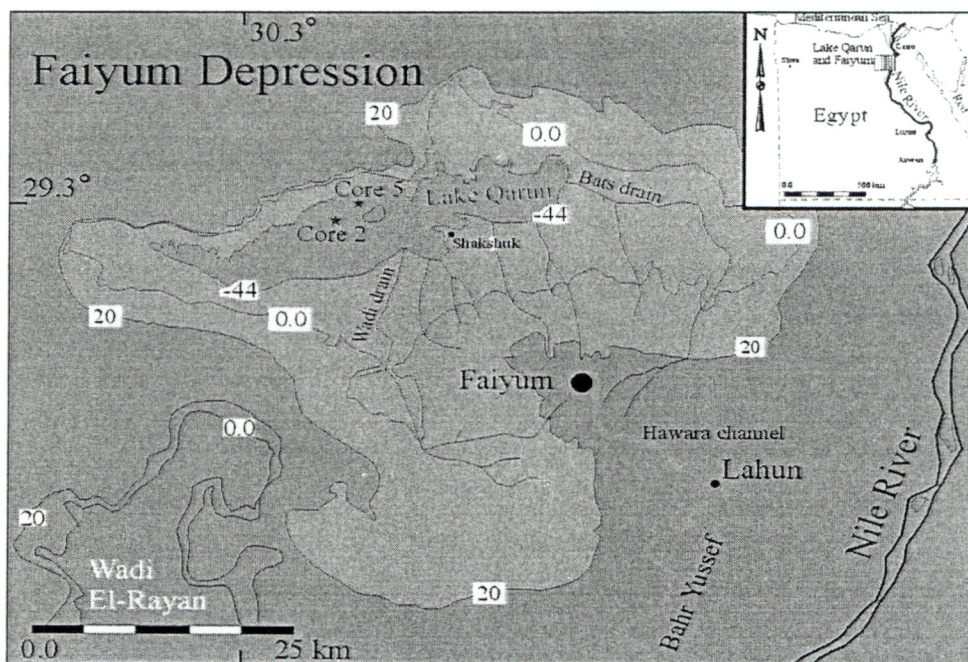 30.3°
Faiyum Depression
20
0.0
29.3°
Core 5
Core 2
Lake Qarun
Bats drain
-44
Shakshuk
0.0
-44
0.0
20
Wadi drain
20
Faiyum
0.0
Hawara channel
Lahun
20
Wadi
El-Rayan
20
Bahr Yussef
Nile River
0.0
25 km
Mediterranean Sea
N
Cairo
Lake Qarun
and Faiyum
Nile River
Red
Egypt
Luxor
Aswan
0.0